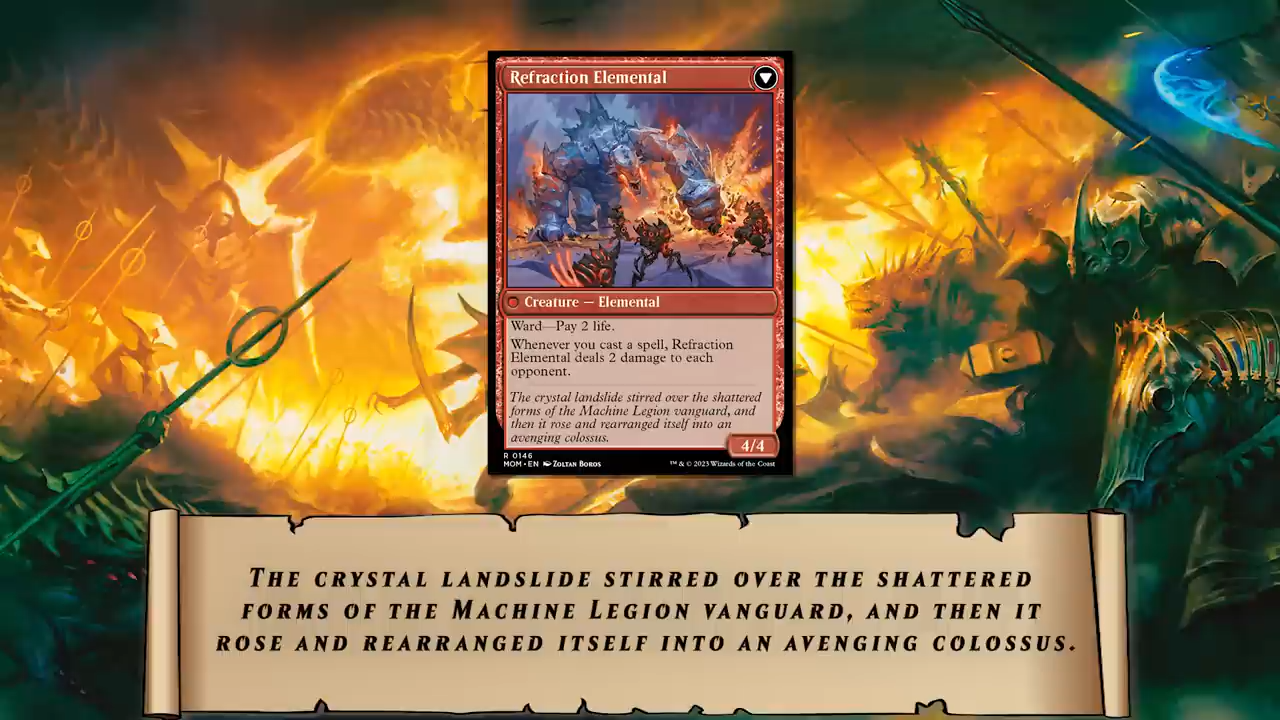 Refraction Elemental
Creature — Elemental
Ward—Pay 2 life.
Whenever you cast a spell, Refraction
Elemental deals 2 damage to each
opponent.
The crystal landslide stirred over the shattered
forms of the Machine Legion vanguard, and
then it rose and rearranged itself into an
avenging colossus.
4/4
R 0146
MOM • EN Zoltan Boros
™ & © 2023 Wizards of the Coast
The crystal landslide stirred over the shattered
forms of the Machine Legion vanguard, and then it
rose and rearranged itself into an avenging colossus.